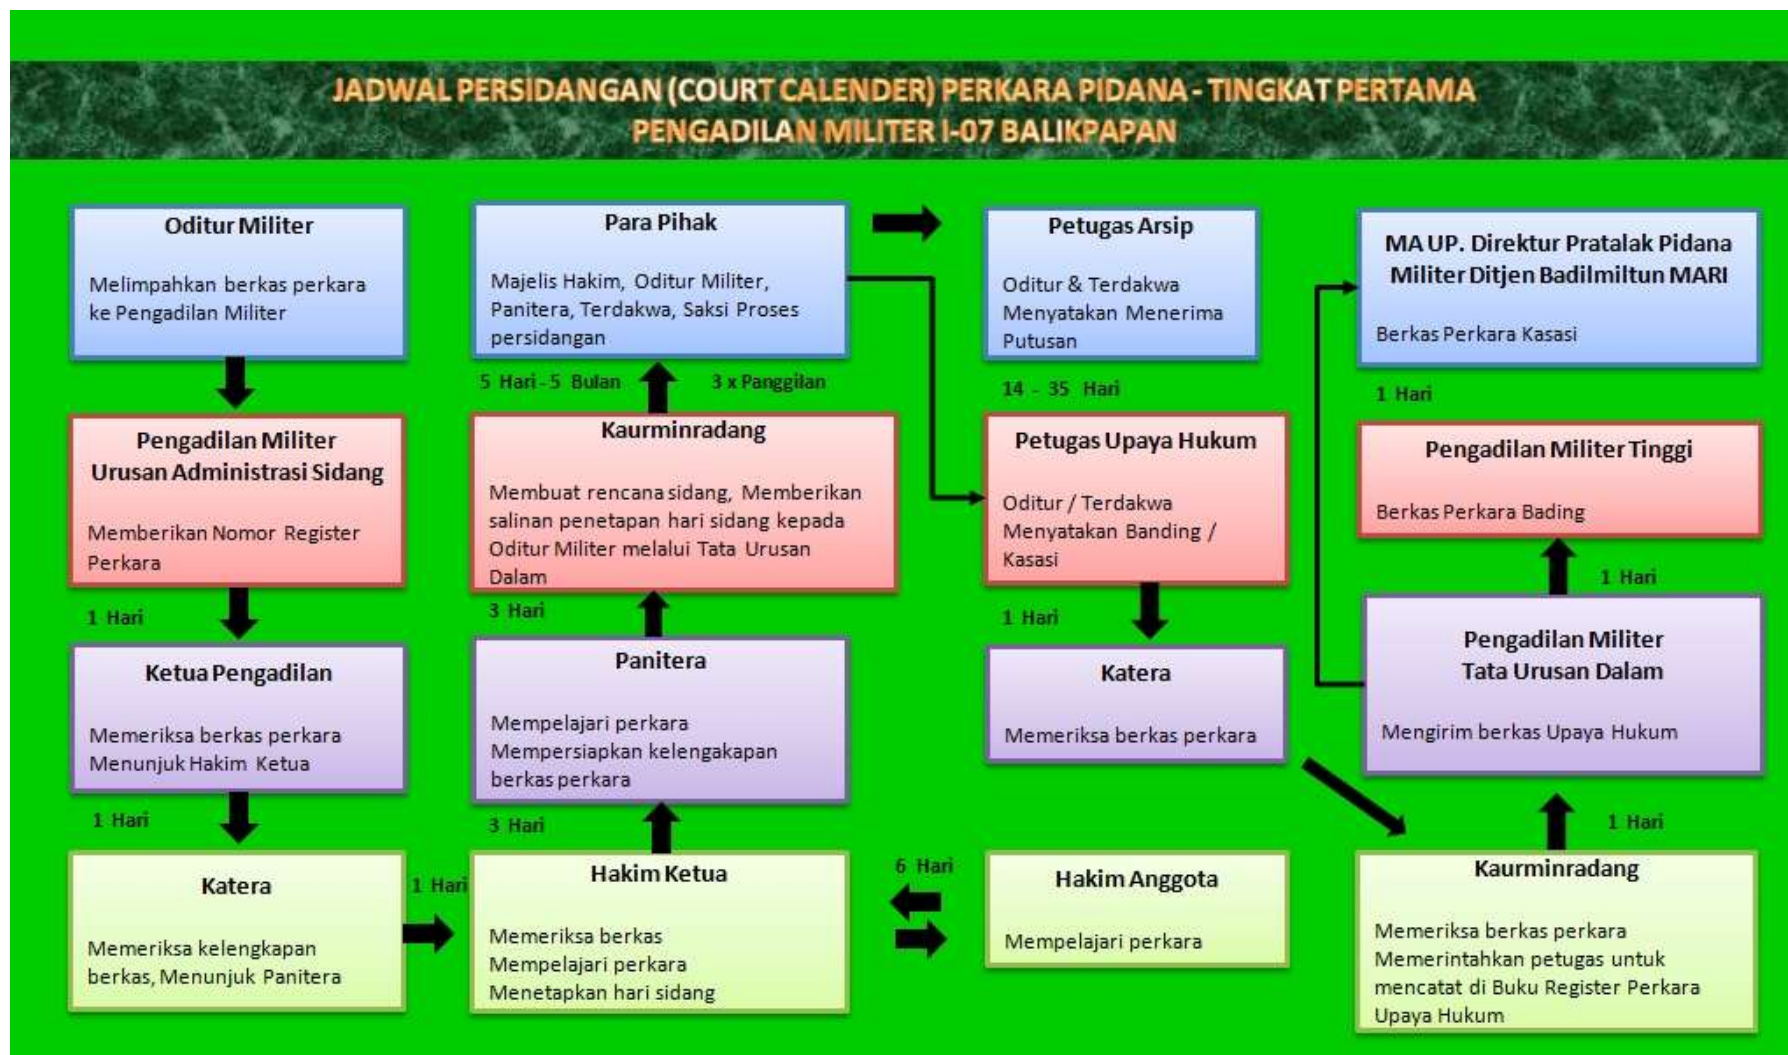 JADWAL PERSIDANGAN (COURT CALENDER) PERKARA PIDANA - TINGKAT PERTAMA
PENGADILAN MILITER I-07 BALIKPAPAN
Oditur Militer
Melimpahkan berkas perkara
ke Pengadilan Militer
Pengadilan Militer
Urusan Administrasi Sidang
Memberikan Nomor Register
Perkara
1 Hari
Ketua Pengadilan
Memeriksa berkas perkara
Menunjuk Hakim Ketua
1 Hari
Katera
Memeriksa kelengkapan
berkas, Menunjuk Panitera
1 Hari
Hakim Ketua
Memeriksa berkas
Mempelajari perkara
Menetapkan hari sidang
6 Hari
Hakim Anggota
Mempelajari perkara
3 Hari
Panitera
Mempelajari perkara
Mempersiapkan kelengakapan
berkas perkara
3 Hari
Kaurminradang
Membuat rencana sidang, Memberikan
salinan penetapan hari sidang kepada
Oditur Militer melalui Tata Urusan
Dalam
5 Hari - 5 Bulan
3 x Panggilan
Para Pihak
Majelis Hakim, Oditur Militer,
Panitera, Terdakwa, Saksi Proses
persidangan
Petugas Arsip
Oditur & Terdakwa
Menyatakan Menerima
Putusan
14 - 35 Hari
Petugas Upaya Hukum
Oditur / Terdakwa
Menyatakan Banding /
Kasasi
1 Hari
Katera
Memeriksa berkas perkara
Kaurminradang
Memeriksa berkas perkara
Memerintahkan petugas untuk
mencatat di Buku Register Perkara
Upaya Hukum
1 Hari
Pengadilan Militer
Tata Urusan Dalam
Mengirim berkas Upaya Hukum
1 Hari
Pengadilan Militer Tinggi
Berkas Perkara Bading
1 Hari
MA UP. Direktur Pratalak Pidana
Militer Ditjen Badilmiltun MARI
Berkas Perkara Kasasi